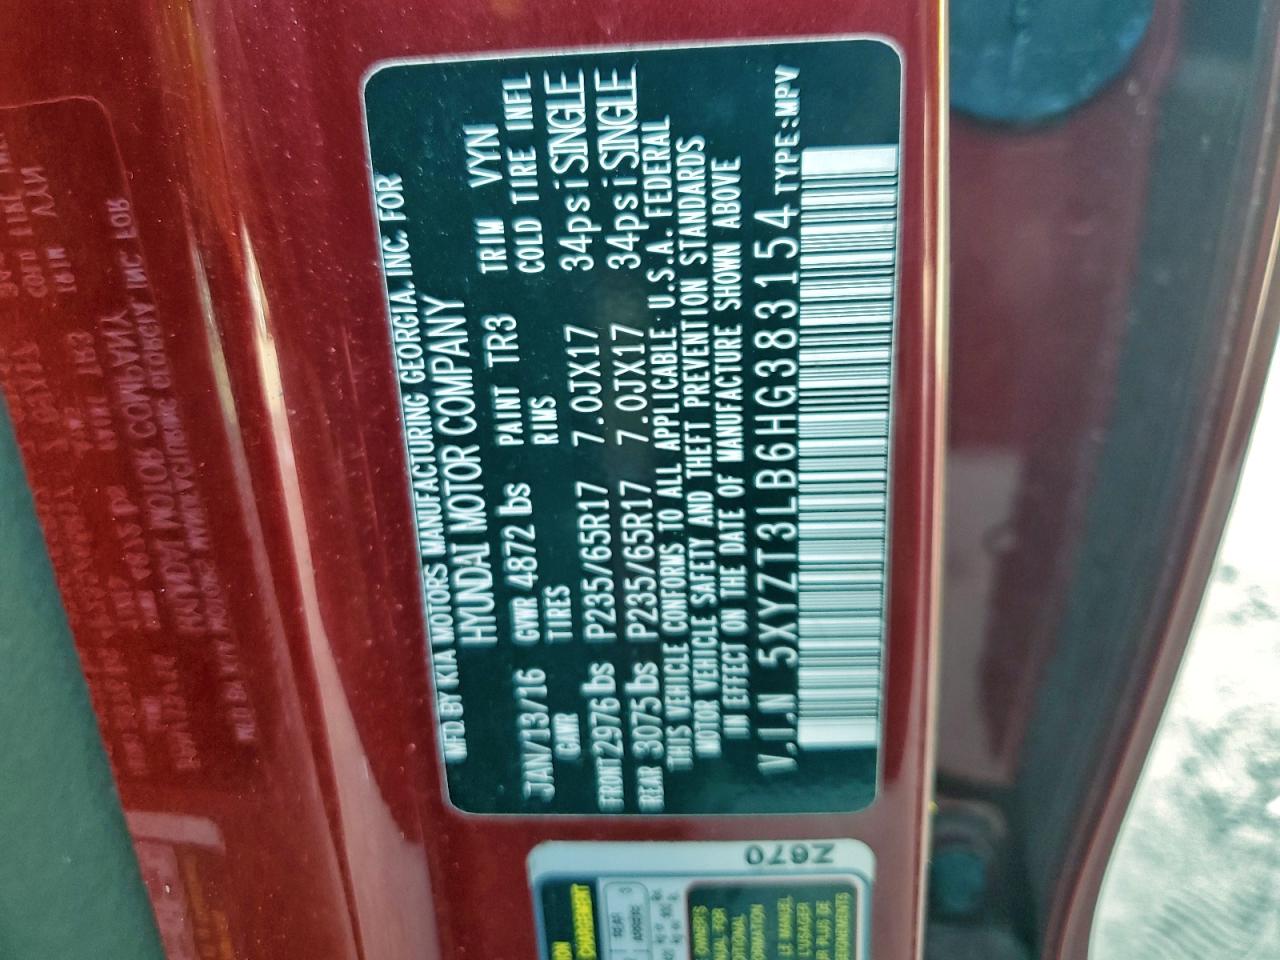 MFD. BY KIA MOTORS MANUFACTURING GEORGIA, INC. FOR
HYUNDAI MOTOR COMPANY TRIM VYN
JAN/13/16 GVWR 4872 lbs PAINT TR3 COLD TIRE INFL
GAWR TIRES RIMS
FRONT 2976 lbs P235/65R17 7.0JX17 34psi SINGLE
REAR 3075 lbs P235/65R17 7.0JX17 34psi SINGLE
THIS VEHICLE CONFORMS TO ALL APPLICABLE U.S.A. FEDERAL
MOTOR VEHICLE SAFETY AND THEFT PREVENTION STANDARDS
IN EFFECT ON THE DATE OF MANUFACTURE SHOWN ABOVE
V.I.N 5XYZT3LB6HG383154 TYPE:MPV
Z670
LE MANUEL
L'USAGER